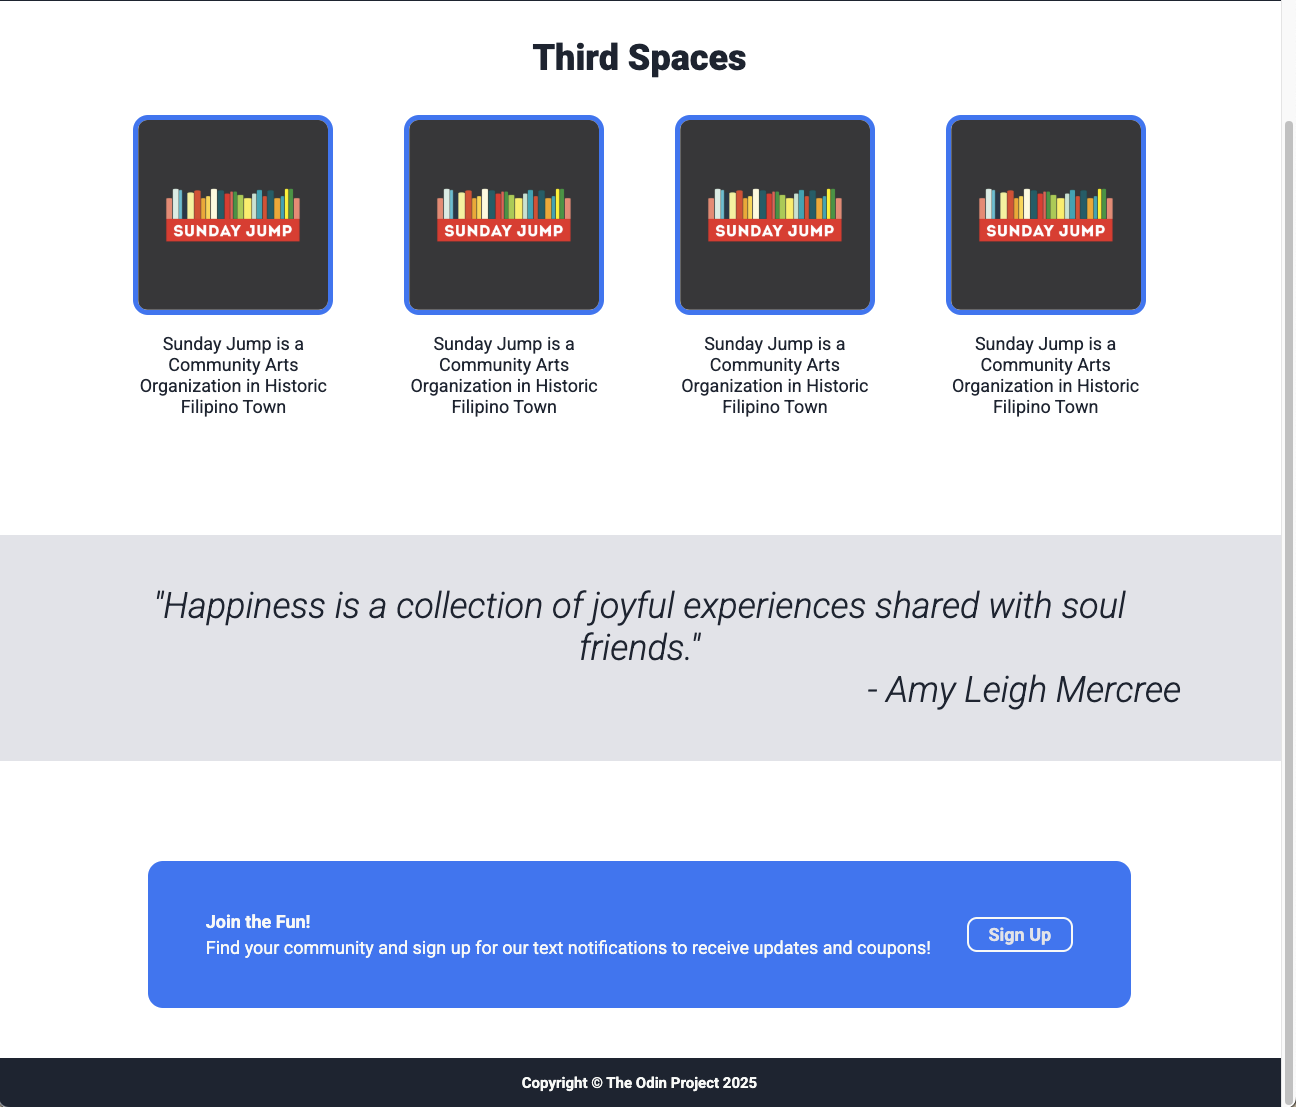 Third Spaces
SUNDAY JUMP
SUNDAY JUMP
SUNDAY JUMP
SUNDAY JUMP
Sunday Jump is a
Community Arts
Organization in Historic
Filipino Town
Sunday Jump is a
Community Arts
Organization in Historic
Filipino Town
Sunday Jump is a
Community Arts
Organization in Historic
Filipino Town
Sunday Jump is a
Community Arts
Organization in Historic
Filipino Town
"Happiness is a collection of joyful experiences shared with soul
friends."
- Amy Leigh Mercree
Join the Fun!
Find your community and sign up for our text notifications to receive updates and coupons!
Sign Up
Copyright © The Odin Project 2025